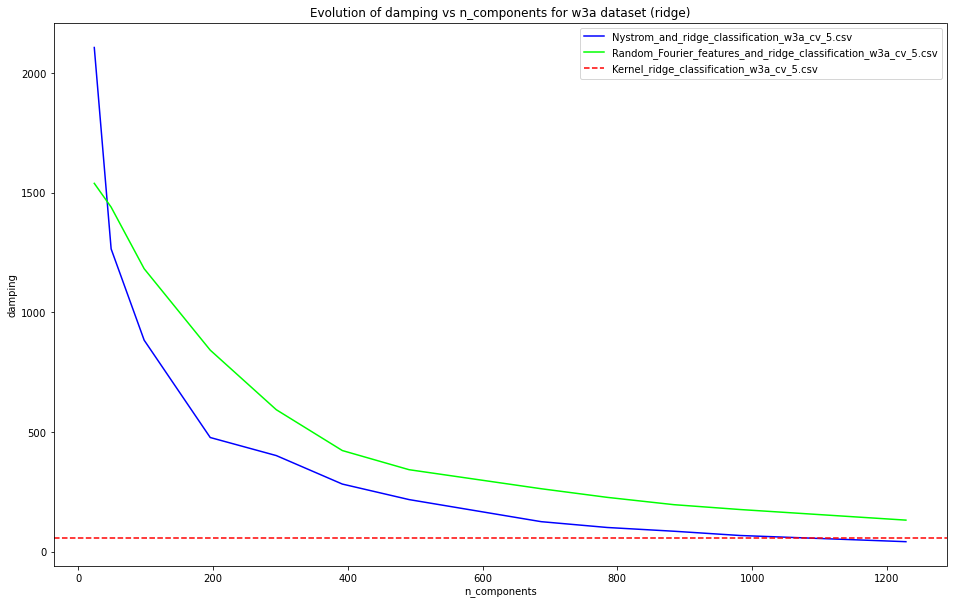 Evolution of damping vs n_components for w3a dataset (ridge)
Nystrom_and_ridge_classification_w3a_cv_5.csv
Random_Fourier_features_and_ridge_classification_w3a_cv_5.csv
Kernel_ridge_classification_w3a_cv_5.csv
2000
1500
1000
500
0
damping
0 200 400 600 800 1000 1200
n_components